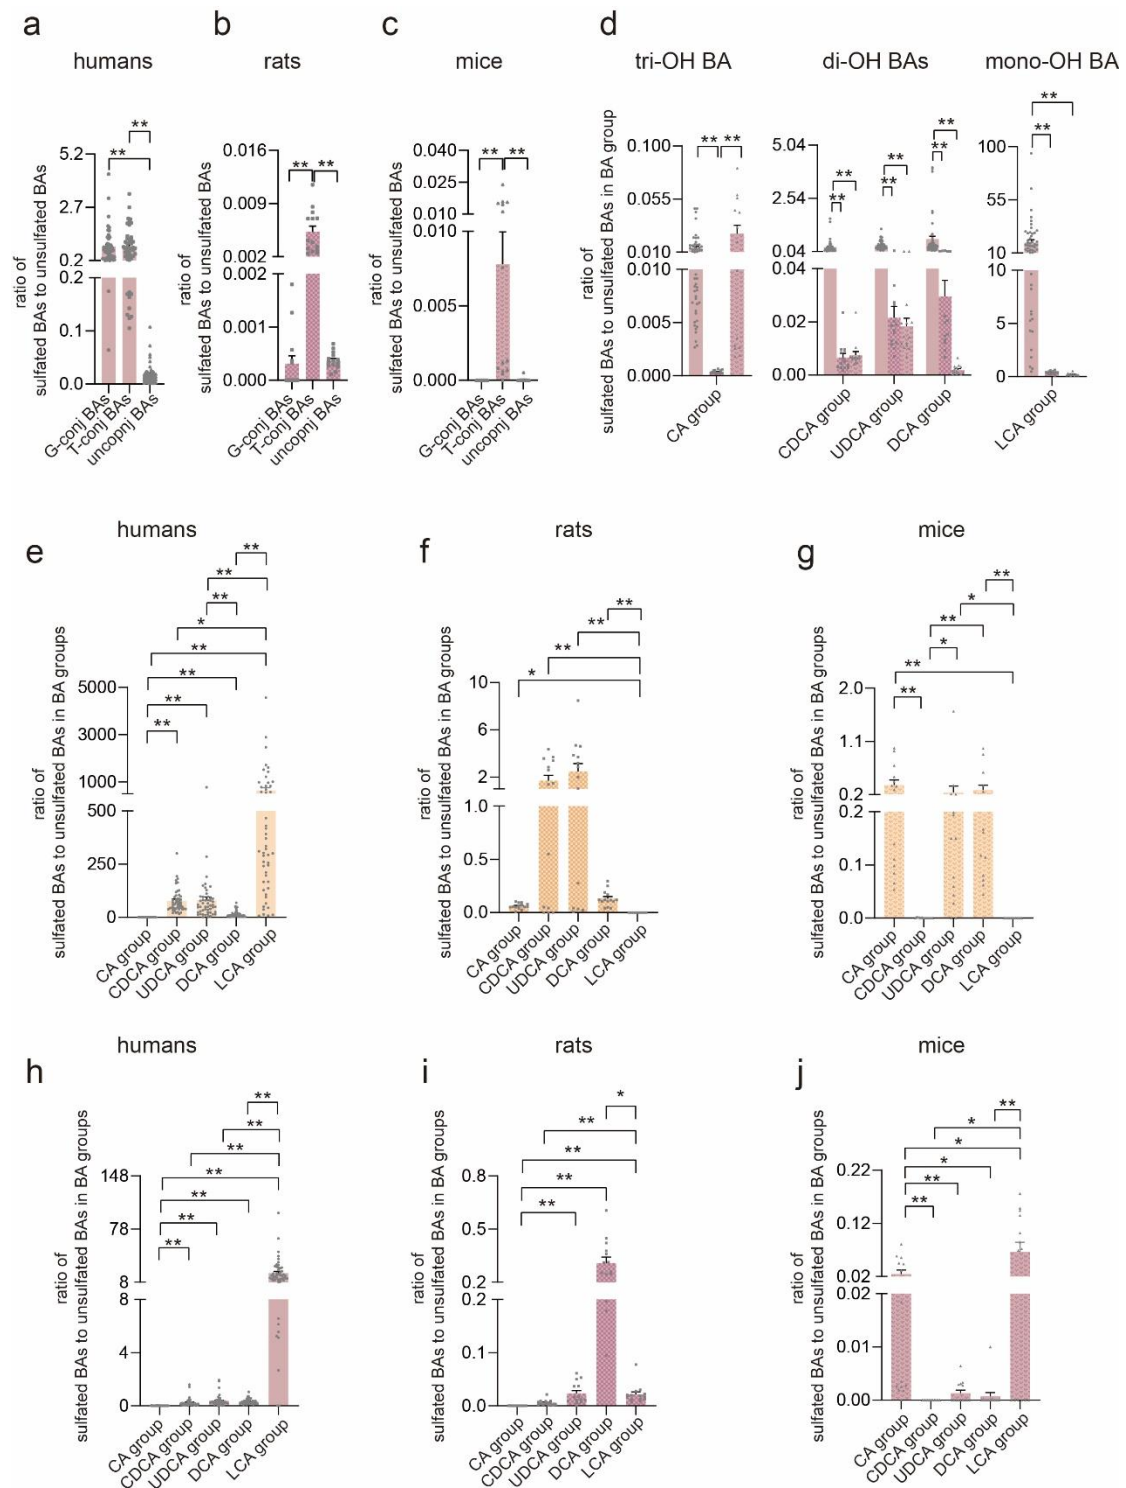 a
b
c
d
humans
rats
mice
tri-OH BA
di-OH BAs
mono-OH BA
ratio of
sulfated BAs to unsulfated BAs
5.2
2.7
0.2
0.2
0.1
0.0
**
**
G-conj BAs
T-conj BAs
uncopnj BAs
ratio of
sulfated BAs to unsulfated BAs
0.016
0.009
0.002
0.002
0.001
0.000
**
**
G-conj BAs
T-conj BAs
uncopnj BAs
ratio of
sulfated BAs to unsulfated BAs
0.040
0.025
0.010
0.010
0.005
0.000
**
**
G-conj BAs
T-conj BAs
uncopnj BAs
ratio of
sulfated BAs to unsulfated BAs in BA group
0.100
0.055
0.010
0.010
0.005
0.000
**
**
CA group
5.04
2.54
0.04
0.04
0.02
0.00
**
**
**
**
**
**
CDCA group
UDCA group
DCA group
100
55
10
10
5
0
**
**
LCA group
humans
rats
mice
e
f
g
ratio of
sulfated BAs to unsulfated BAs in BA groups
5000
3000
1000
500
250
0
**
**
**
*
**
**
**
**
CA group
CDCA group
UDCA group
DCA group
LCA group
ratio of
sulfated BAs to unsulfated BAs in BA groups
10
6
2
1.0
0.5
0.0
**
**
**
*
CA group
CDCA group
UDCA group
DCA group
LCA group
ratio of
sulfated BAs to unsulfated BAs in BA groups
2.0
1.1
0.2
0.2
0.1
0.0
**
*
**
*
**
**
CA group
CDCA group
UDCA group
DCA group
LCA group
humans
rats
mice
h
i
j
ratio of
sulfated BAs to unsulfated BAs in BA groups
148
78
8
8
4
0
**
**
**
**
**
**
**
CA group
CDCA group
UDCA group
DCA group
LCA group
ratio of
sulfated BAs to unsulfated BAs in BA groups
0.8
0.5
0.2
0.2
0.1
0.0
*
**
**
**
**
CA group
CDCA group
UDCA group
DCA group
LCA group
ratio of
sulfated BAs to unsulfated BAs in BA groups
0.22
0.12
0.02
0.02
0.01
0.00
**
*
*
*
**
**
CA group
CDCA group
UDCA group
DCA group
LCA group